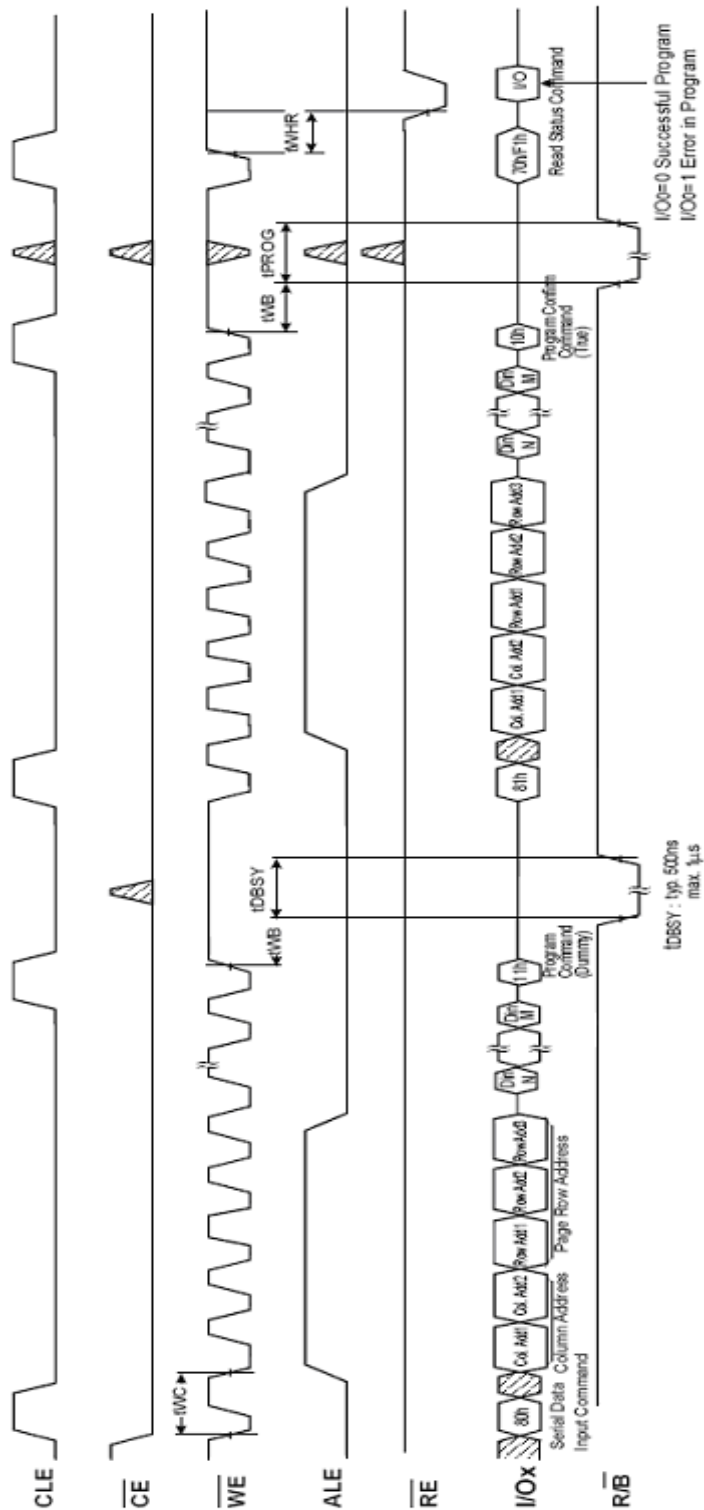 CLE
CE
WE
tWC
tWB
tDBSY
tWB
tPROG
tWHR
ALE
RE
I/Ox
80h
Col. Add1
Col. Add2
Row Add1
Row Add2
Row Add3
Din
N
Din
M
11h
81h
Col. Add1
Col. Add2
Row Add1
Row Add2
Row Add3
Din
N
Din
M
10h
70h/F1h
I/O
Serial Data
Input Command
Column Address
Page Row Address
Program
Command
(Dummy)
Program Confirm
Command
(True)
Read Status Command
R/B
tDBSY : typ. 500ns
max. 1μs
I/O0=0 Successful Program
I/O0=1 Error in Program